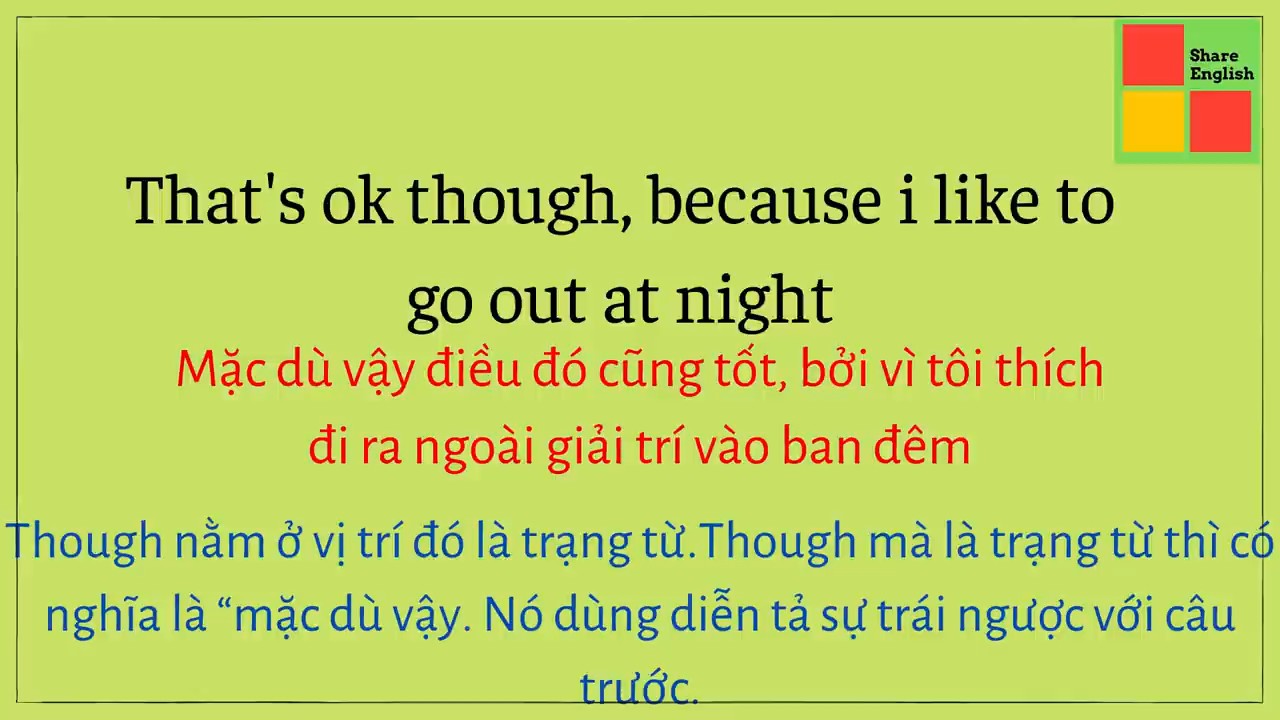 Share
English
That's ok though, because i like to
go out at night
Mặc dù vậy điều đó cũng tốt, bởi vì tôi thích
đi ra ngoài giải trí vào ban đêm
Though nằm ở vị trí đó là trạng từ.Though mà là trạng từ thì có
nghĩa là “mặc dù vậy. Nó dùng diễn tả sự trái ngược với câu
trước.